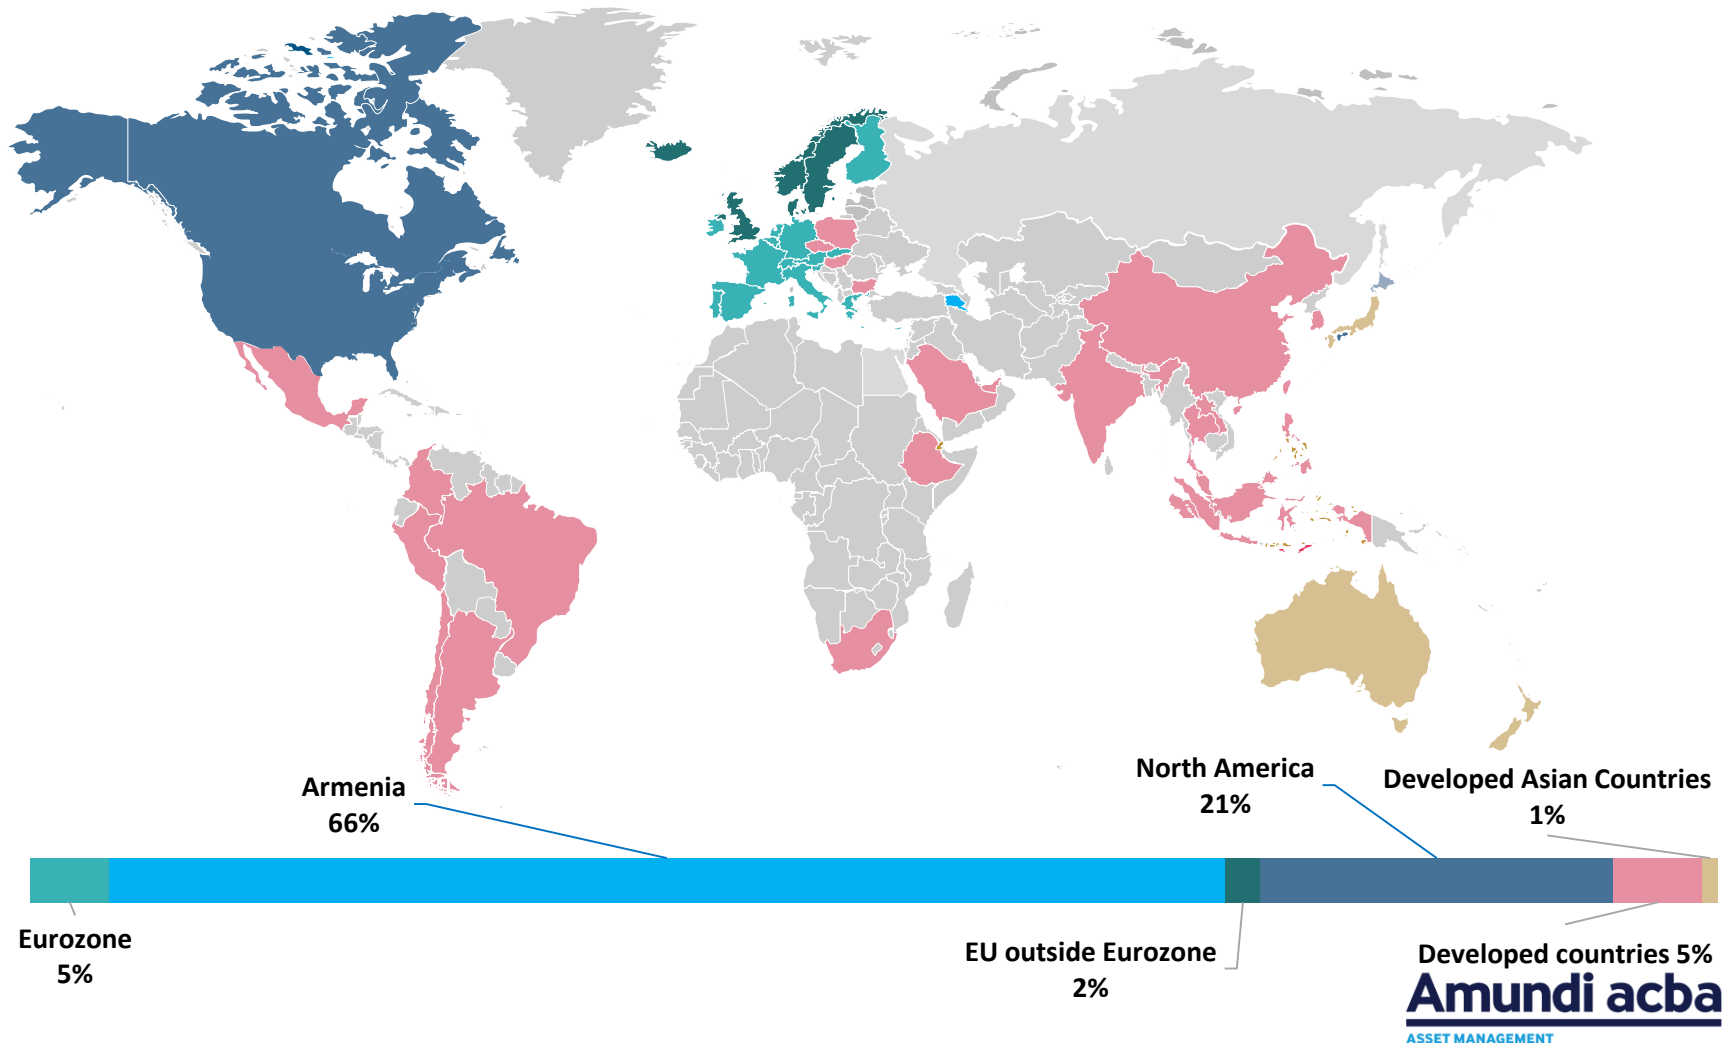 Armenia
66%
North America
21%
Developed Asian Countries
1%
Eurozone
5%
EU outside Eurozone
2%
Developed countries 5%
Amundi acba
ASSET MANAGEMENT